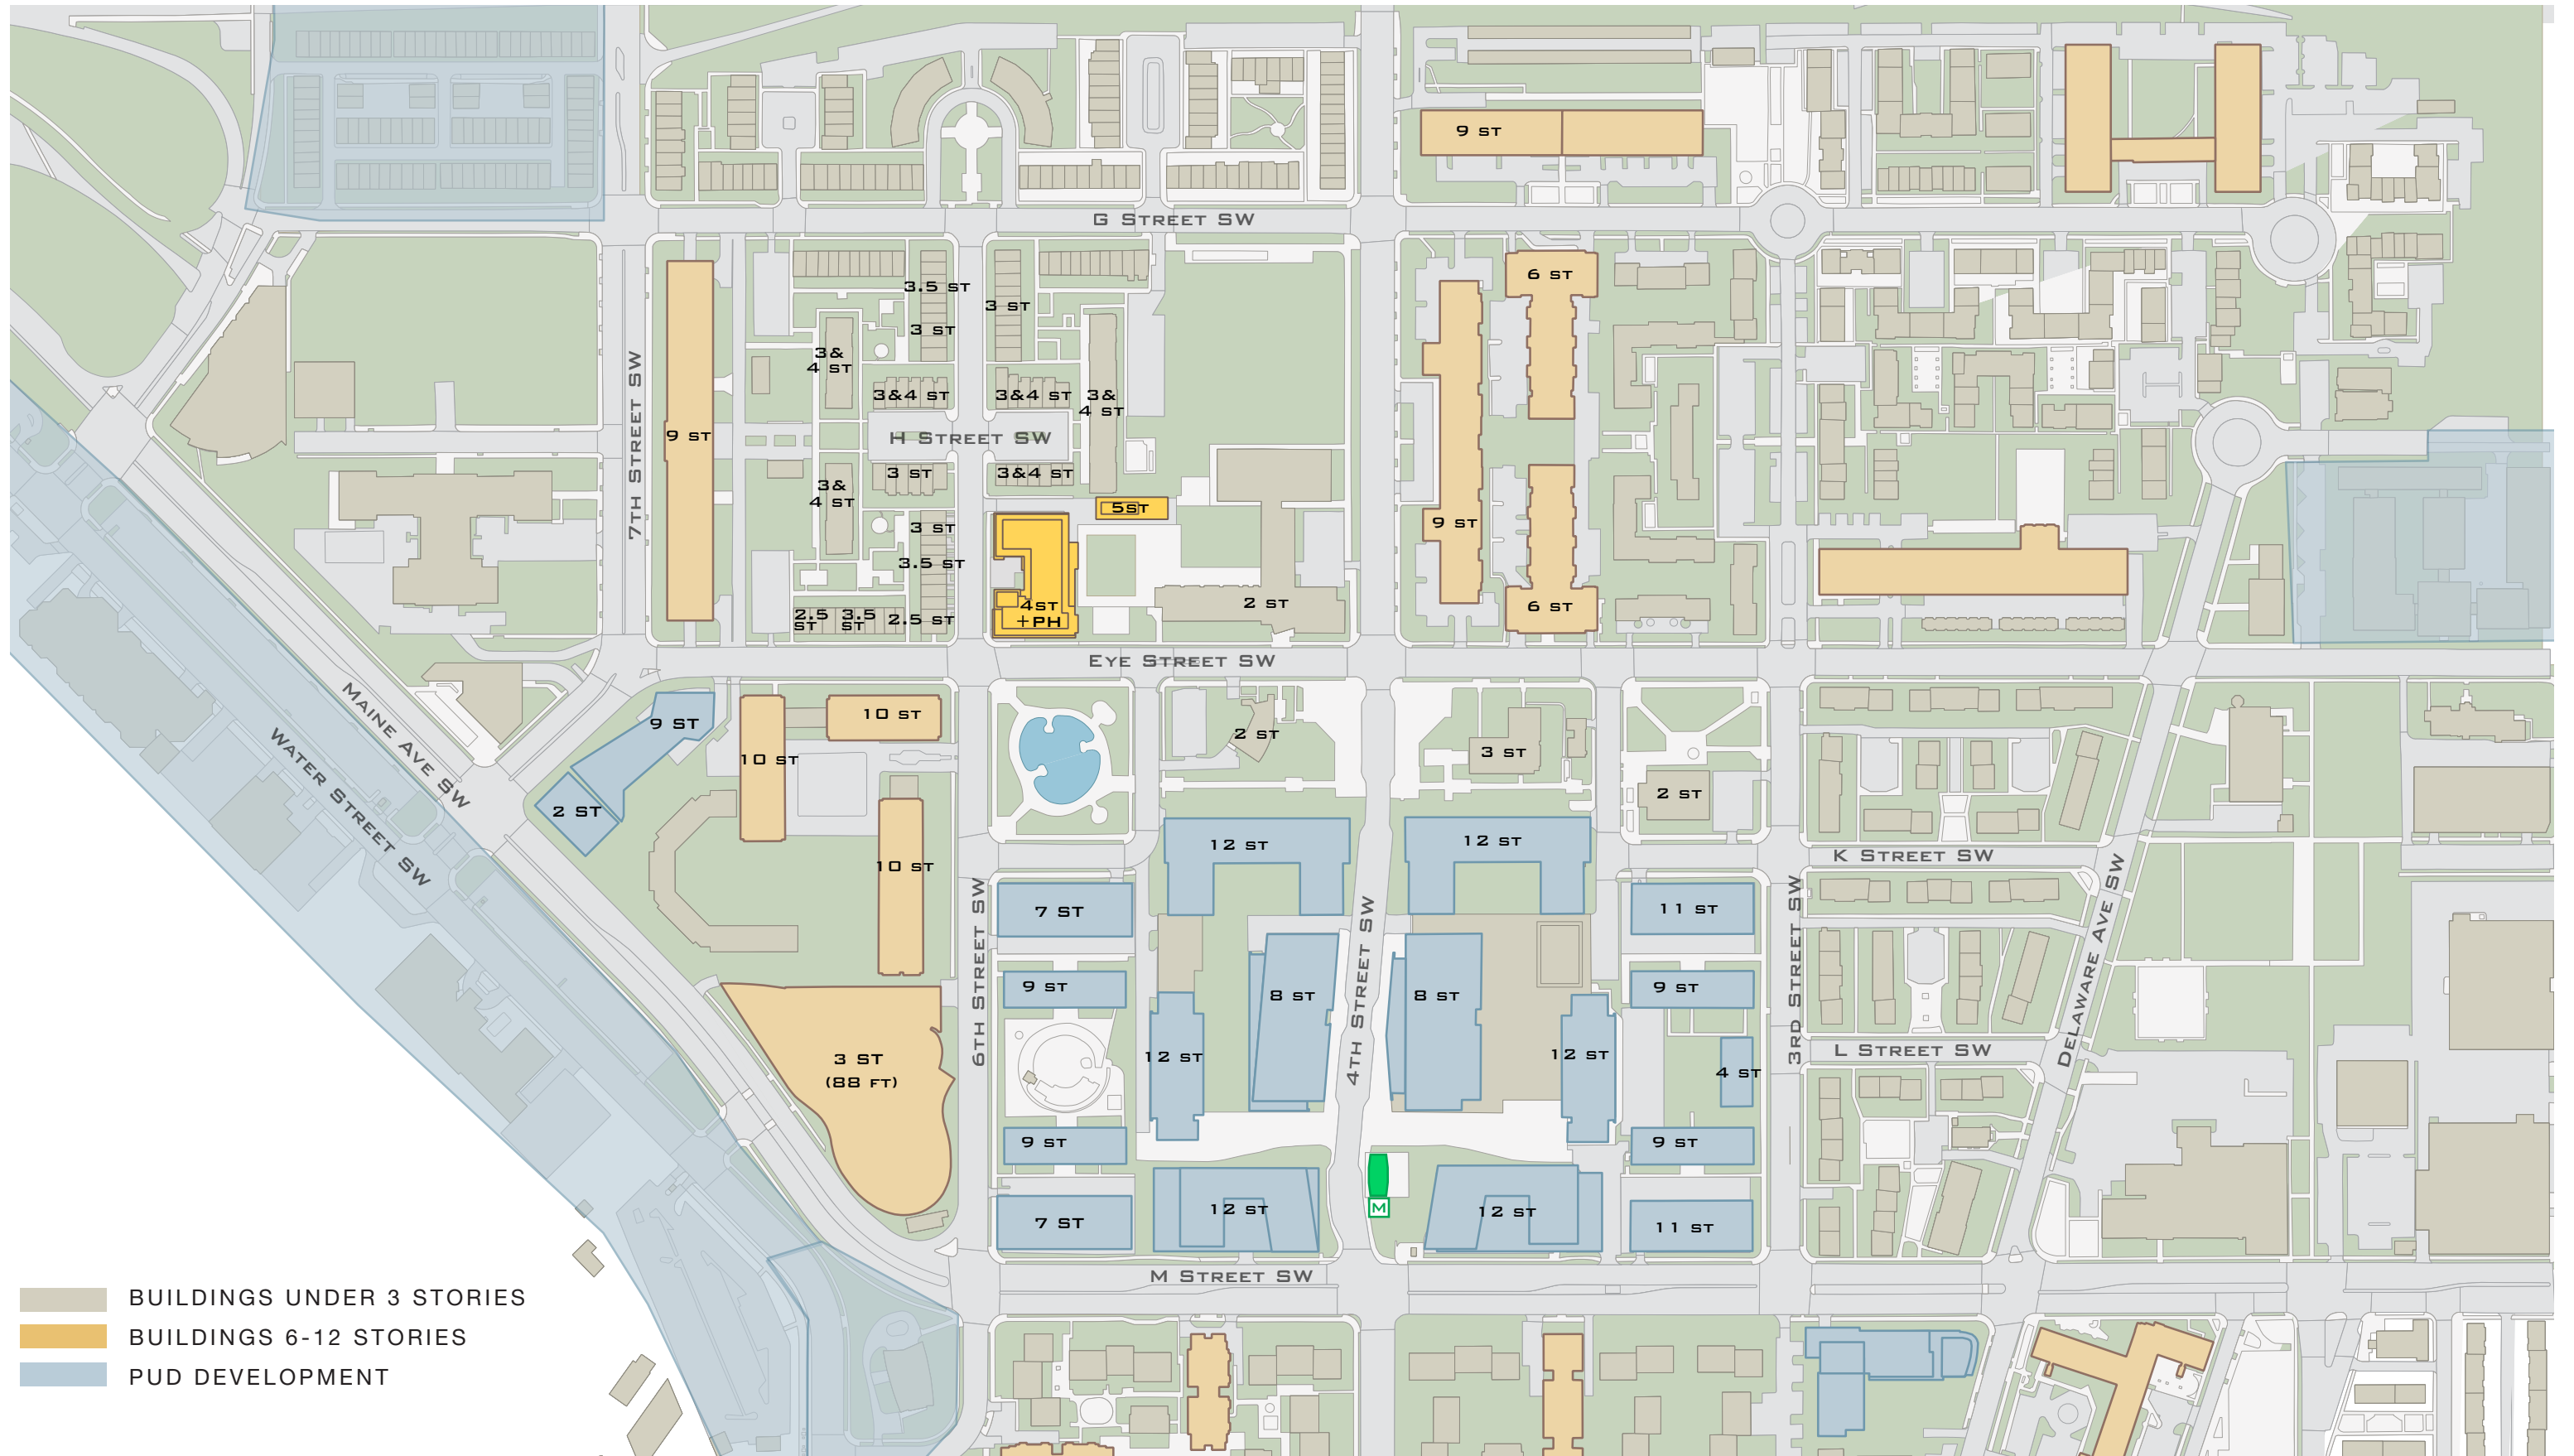 9 ST
G STREET SW
6 ST
3.5 ST
3 ST
3 ST
3&
4 ST
3&4 ST
3&4 ST
3&
4 ST
7TH STREET SW
9 ST
H STREET SW
3 ST
3&4 ST
3&
4 ST
5ST
9 ST
3 ST
3.5 ST
4ST
+PH
2 ST
6 ST
2.5
ST
3.5
ST
2.5 ST
EYE STREET SW
MAINE AVE SW
WATER STREET SW
9 ST
10 ST
10 ST
2 ST
3 ST
2 ST
2 ST
10 ST
12 ST
12 ST
K STREET SW
6TH STREET SW
7 ST
4TH STREET SW
11 ST
3RD STREET SW
DELAWARE AVE SW
9 ST
8 ST
8 ST
9 ST
3 ST
(88 FT)
12 ST
12 ST
L STREET SW
4 ST
9 ST
9 ST
7 ST
12 ST
M
12 ST
11 ST
M STREET SW
BUILDINGS UNDER 3 STORIES
BUILDINGS 6-12 STORIES
PUD DEVELOPMENT